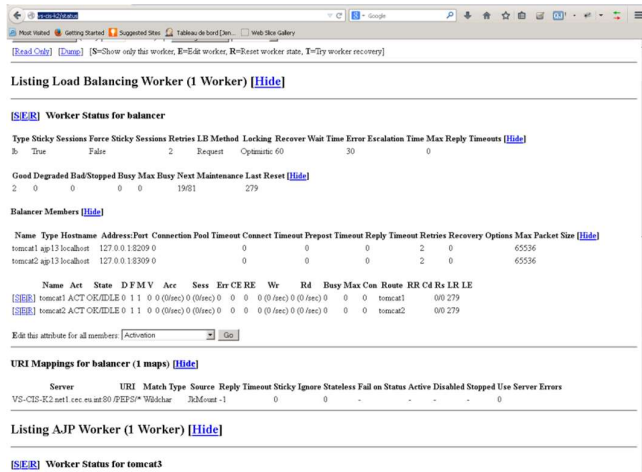 vs-cis-k2/status
Google
Most Visited Getting Started Suggested Sites Tableau de bord [Den... Web Slice Gallery
[Read Only] [Dump] [S=Show only this worker, E=Edit worker, R=Reset worker state, T=Try worker recovery]
Listing Load Balancing Worker (1 Worker) [Hide]
[S|E|R] Worker Status for balancer
Type Sticky Sessions Force Sticky Sessions Retries LB Method Locking Recover Wait Time Error Escalation Time Max Reply Timeouts [Hide]
lb True False 2 Request Optimistic 60 30 0
Good Degraded Bad/Stopped Busy Max Busy Next Maintenance Last Reset [Hide]
2 0 0 0 0 19/81 279
Balancer Members [Hide]
Name Type Hostname Address:Port Connection Pool Timeout Connect Timeout Prepost Timeout Reply Timeout Retries Recovery Options Max Packet Size [Hide]
tomcat1 ajp13 localhost 127.0.0.1:8209 0 0 0 0 2 0 65536
tomcat2 ajp13 localhost 127.0.0.1:8309 0 0 0 0 2 0 65536
Name Act State D F M V Acc Sess Err CE RE Wr Rd Busy Max Con Route RR Cd Rs LR LE
[S|E|R] tomcat1 ACT OK/IDLE 0 1 1 0 0 (0/sec) 0 (0/sec) 0 0 0 0 (0 /sec) 0 (0 /sec) 0 0 0 tomcat1 0/0 279
[S|E|R] tomcat2 ACT OK/IDLE 0 1 1 0 0 (0/sec) 0 (0/sec) 0 0 0 0 (0 /sec) 0 (0 /sec) 0 0 0 tomcat2 0/0 279
Edit this attribute for all members: Activation Go
URI Mappings for balancer (1 maps) [Hide]
Server URI Match Type Source Reply Timeout Sticky Ignore Stateless Fail on Status Active Disabled Stopped Use Server Errors
VS-CIS-K2.net1.cec.eu.int:80 /PEPS/* Wildchar JkMount -1 0 0 - - - - 0
Listing AJP Worker (1 Worker) [Hide]
[S|E|R] Worker Status for tomcat3